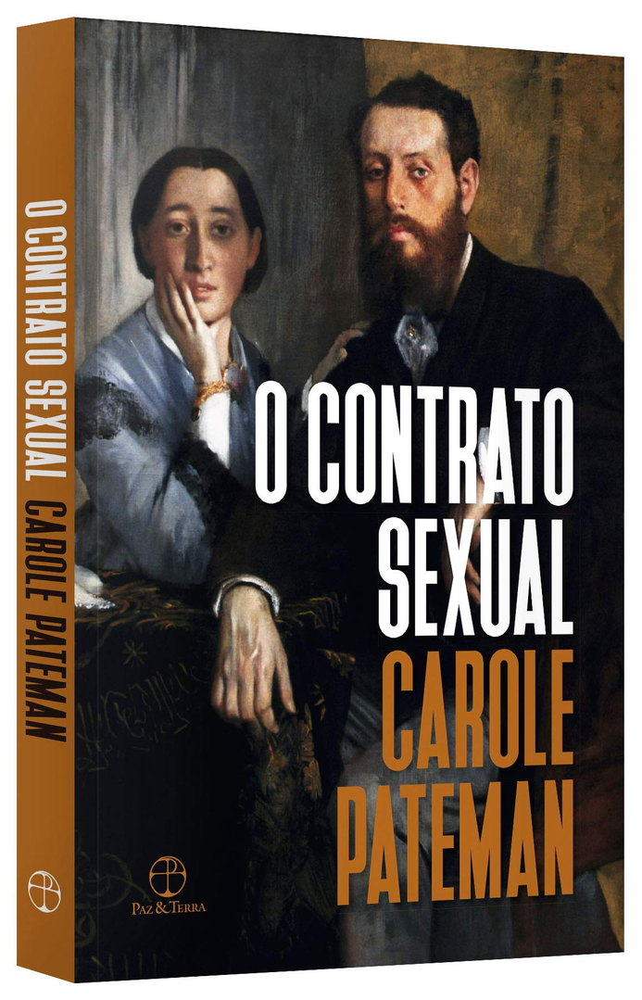 O CONTRATO SEXUAL CAROLE PATEMAN
O CONTRATO
SEXUAL
CAROLE
PATEMAN
PAZ & TERRA